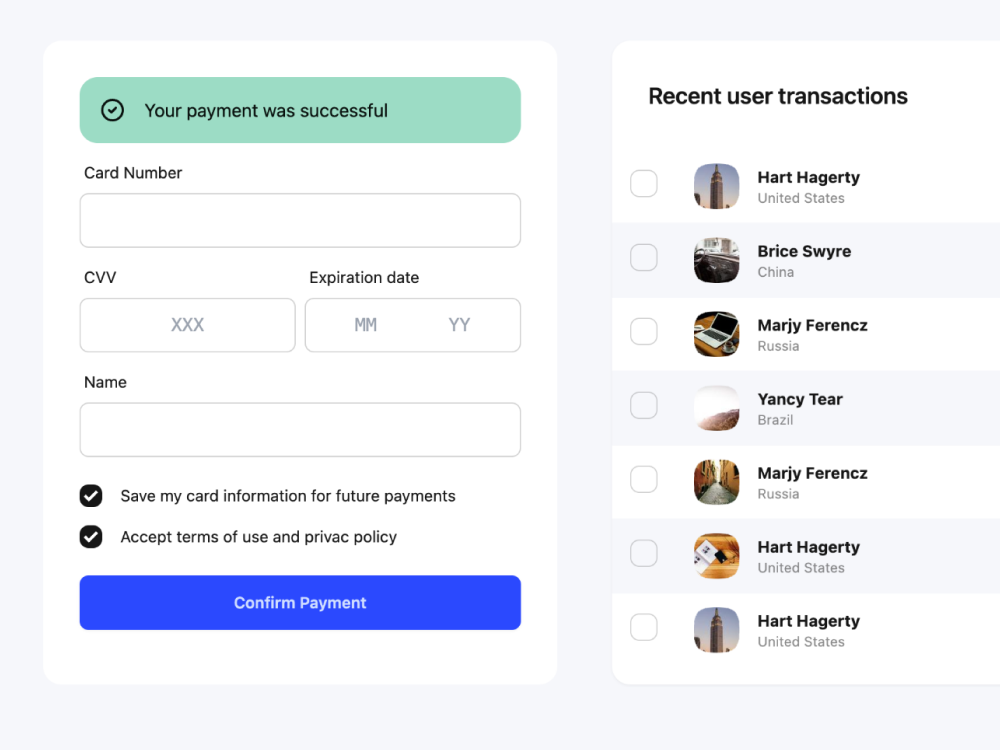 Your payment was successful
Card Number
CVV
Expiration date
XXX
MM
YY
Name
Save my card information for future payments
Accept terms of use and privac policy
Confirm Payment
Recent user transactions
Hart Hagerty
United States
Brice Swyre
China
Marjy Ferencz
Russia
Yancy Tear
Brazil
Marjy Ferencz
Russia
Hart Hagerty
United States
Hart Hagerty
United States